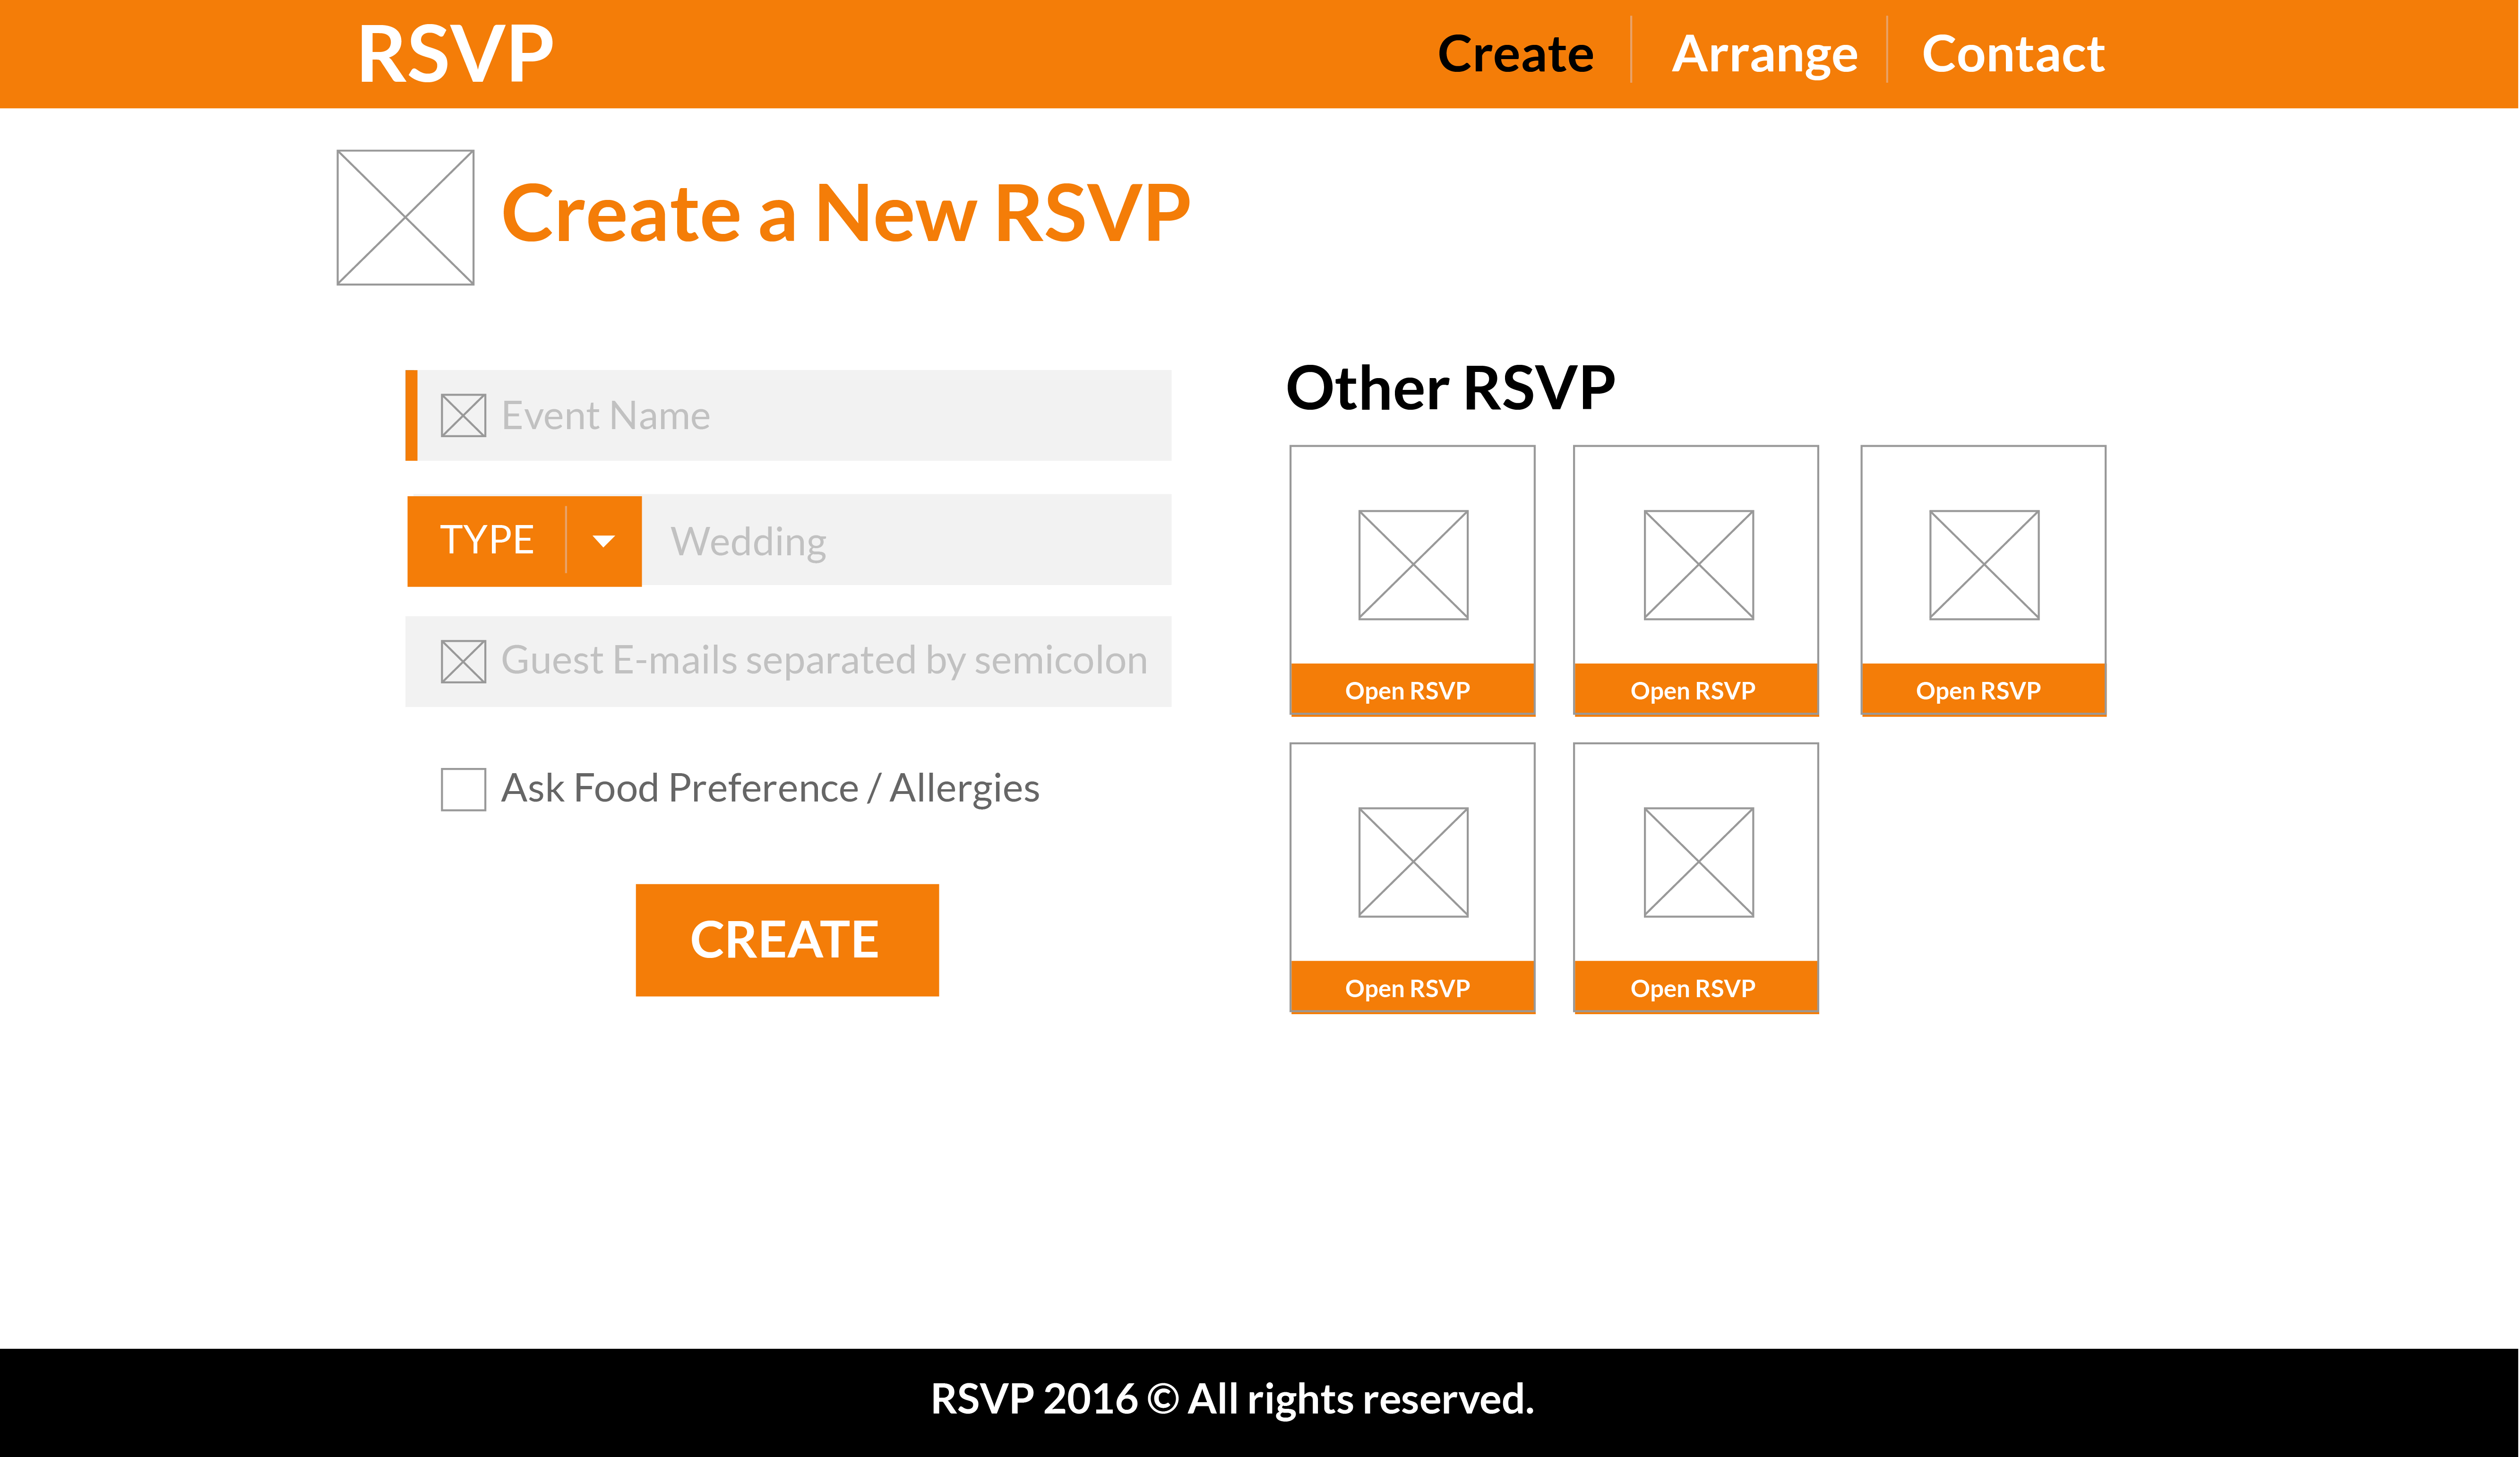 RSVP
Create
Arrange
Contact
Create a New RSVP
Event Name
TYPE
Wedding
Guest E-mails separated by semicolon
Ask Food Preference / Allergies
CREATE
Other RSVP
Open RSVP
Open RSVP
Open RSVP
Open RSVP
Open RSVP
RSVP 2016 © All rights reserved.